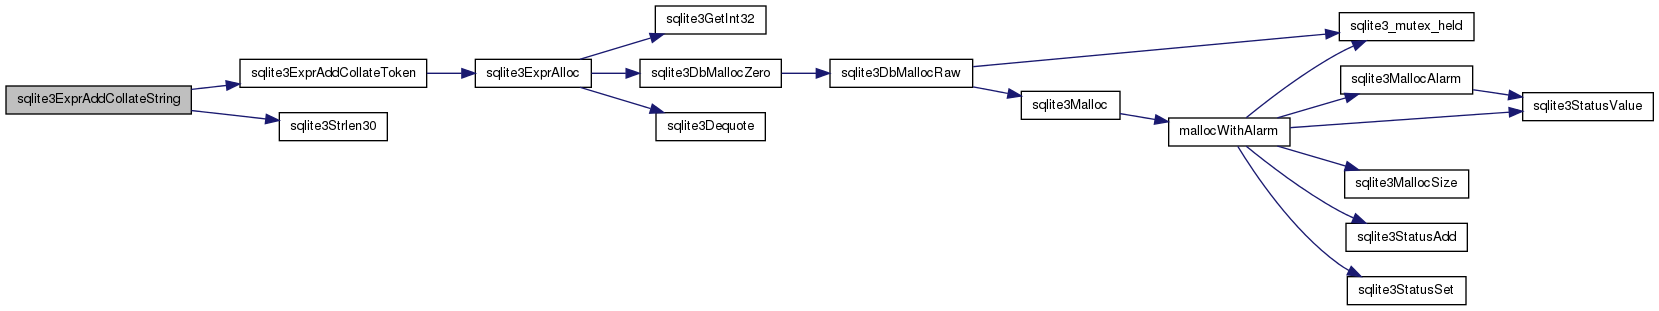 sqlite3ExprAddCollateString
sqlite3ExprAddCollateToken
sqlite3Strlen30
sqlite3ExprAlloc
sqlite3GetInt32
sqlite3DbMallocZero
sqlite3Dequote
sqlite3DbMallocRaw
sqlite3Malloc
mallocWithAlarm
sqlite3_mutex_held
sqlite3MallocAlarm
sqlite3StatusValue
sqlite3MallocSize
sqlite3StatusAdd
sqlite3StatusSet